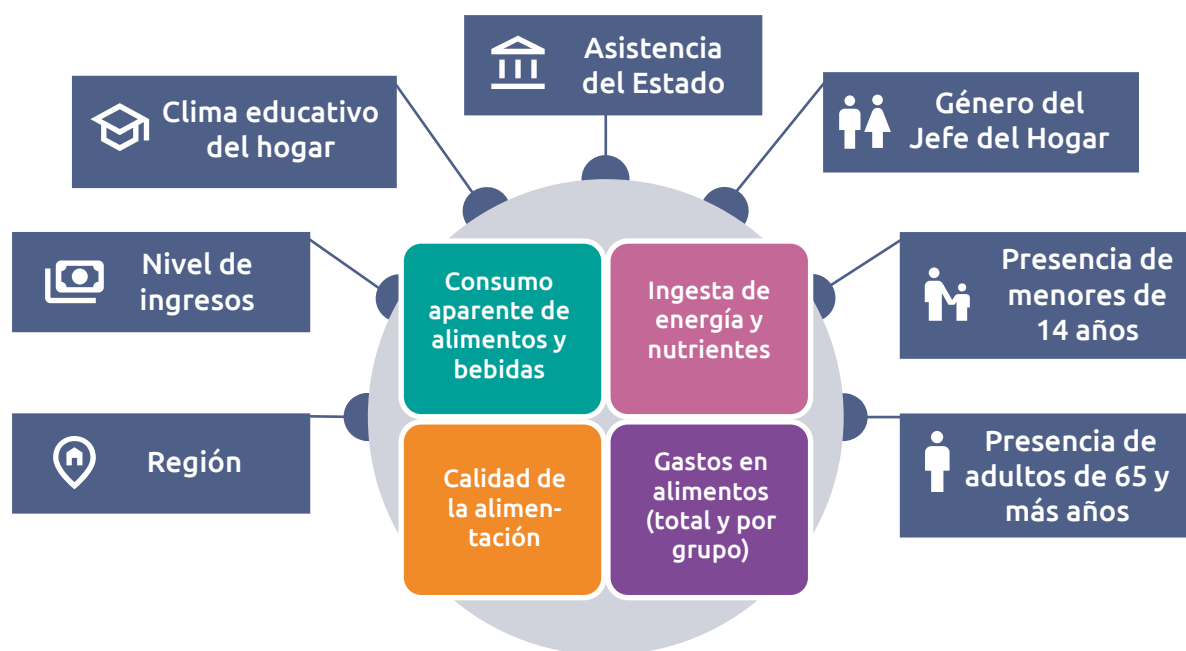 Asistencia
del Estado
Clima educativo
del hogar
Género del
Jefe del Hogar
Nivel de
ingresos
Presencia de
menores de
14 años
Región
Presencia de
adultos de 65 y
más años
Consumo
aparente de
alimentos y
bebidas
Ingesta de
energía y
nutrientes
Calidad de
la alimen-
tación
Gastos en
alimentos
(total y por
grupo)